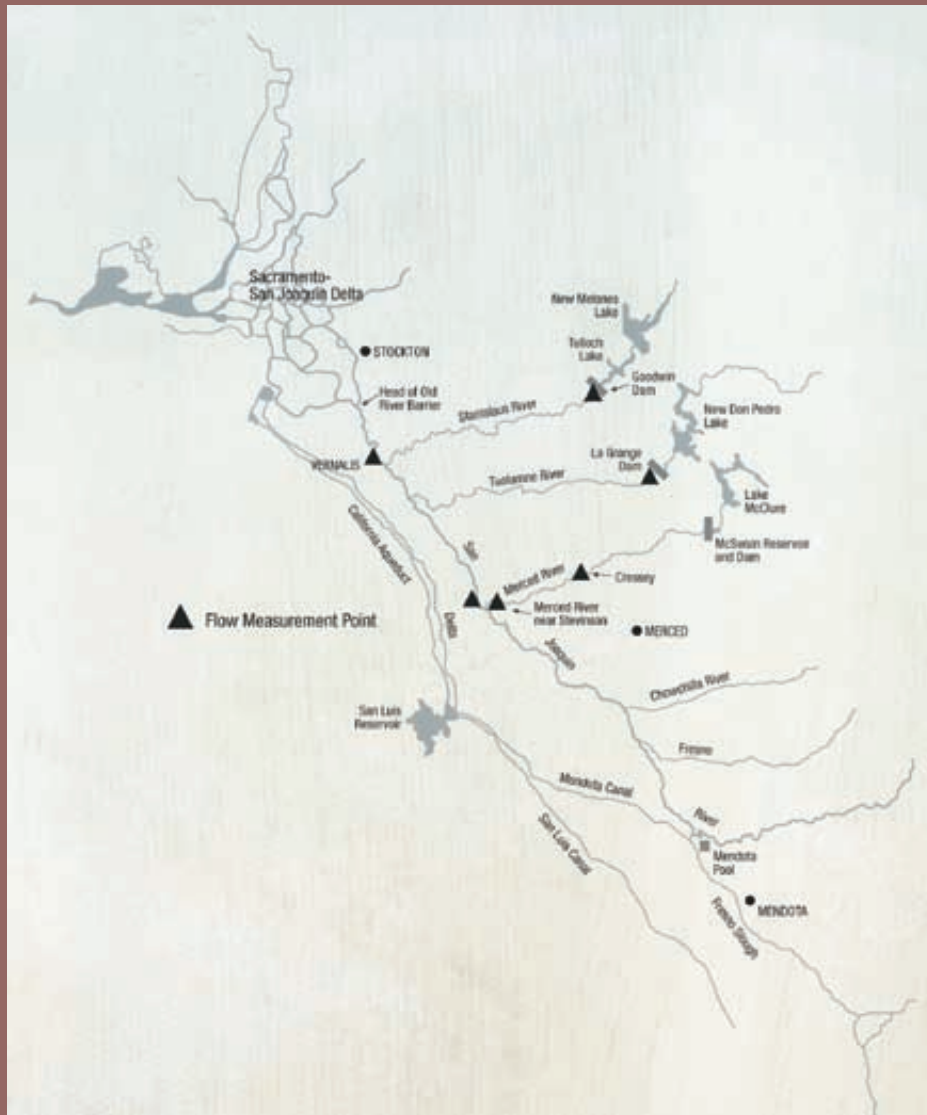 Sacramento-
San Joaquin Delta
STOCKTON
Head of Old
River Barrier
New Melones
Lake
Tulloch
Lake
Goodwin
Dam
Stanislaus River
New Don Pedro
Lake
VERNALIS
La Grange
Dam
Tuolumne River
Lake
McClure
California Aqueduct
San
McSwain Reservoir
and Dam
Merced River
Cressey
Flow Measurement Point
Merced River
near Stevinson
MERCED
Delta
Joaquin
Chowchilla River
San Luis
Reservoir
Fresno
Mendota Canal
River
San Luis Canal
Mendota
Pool
MENDOTA
Fresno Slough